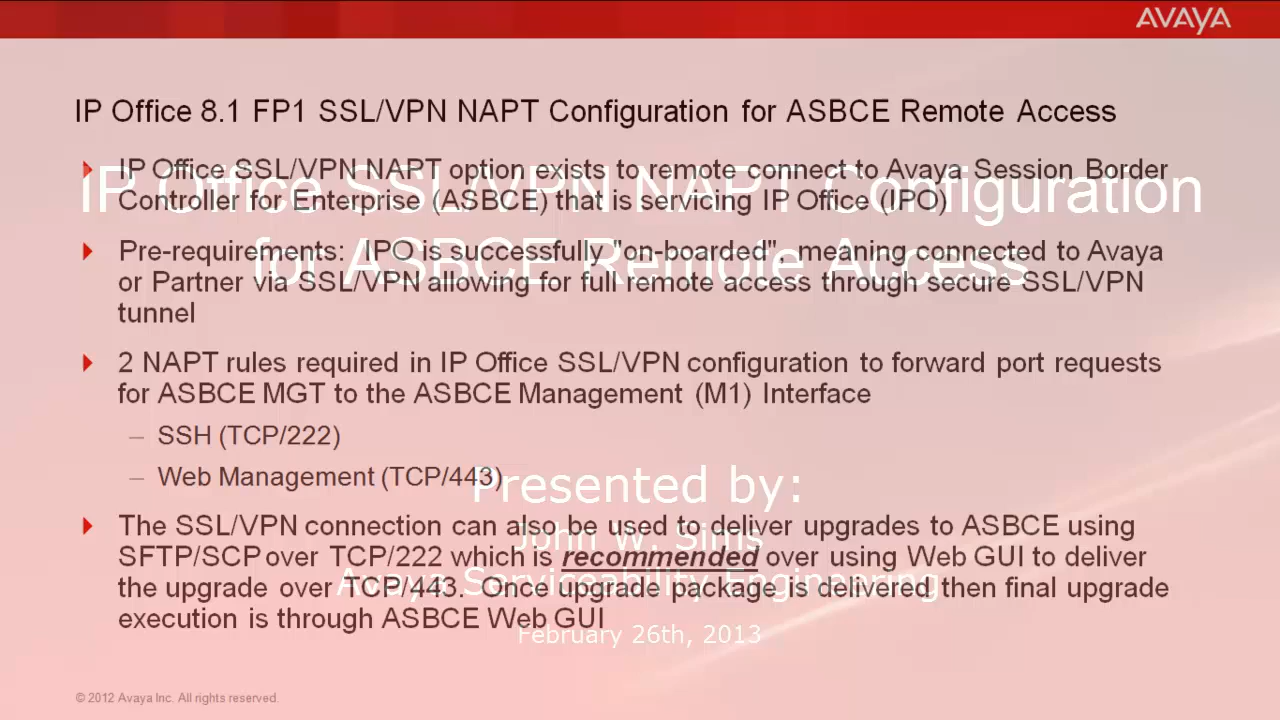 AVAYA
IP Office 8.1 FP1 SSL/VPN NAPT Configuration for ASBCE Remote Access
IP Office SSL/VPN NAPT option exists to remote connect to Avaya Session Border
Controller for Enterprise (ASBCE) that is servicing IP Office (IPO)
Pre-requirements: IPO is successfully "on-boarded", meaning connected to Avaya
or Partner via SSL/VPN allowing for full remote access through secure SSL/VPN
tunnel
2 NAPT rules required in IP Office SSL/VPN configuration to forward port requests
for ASBCE MGT to the ASBCE Management (M1) Interface
– SSH (TCP/222)
– Web Management (TCP/443)
The SSL/VPN connection can also be used to deliver upgrades to ASBCE using
SFTP/SCP over TCP/222 which is recommended over using Web GUI to deliver
the upgrade over TCP/443. Once upgrade package is delivered then final upgrade
execution is through ASBCE Web GUI
IP Office SSL/VPN NAPT Configuration
for ASBCE Remote Access
Presented by:
John W. Sims
Avaya Serviceability Engineering
February 26th, 2013
© 2012 Avaya Inc. All rights reserved.